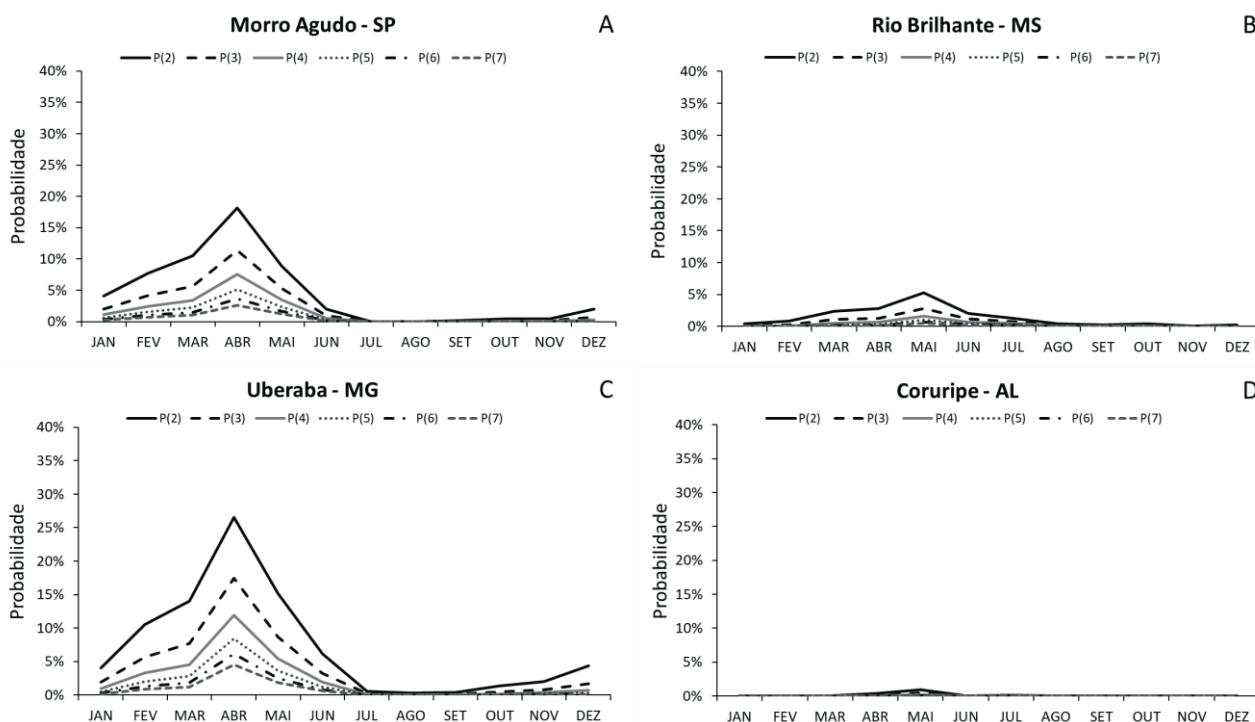 Morro Agudo - SP
A
P(2) P(3) P(4) P(5) P(6) P(7)
Probabilidade
40%
35%
30%
25%
20%
15%
10%
5%
0%
JAN FEV MAR ABR MAI JUN JUL AGO SET OUT NOV DEZ
Rio Brilhante - MS
B
P(2) P(3) P(4) P(5) P(6) P(7)
Probabilidade
40%
35%
30%
25%
20%
15%
10%
5%
0%
JAN FEV MAR ABR MAI JUN JUL AGO SET OUT NOV DEZ
Uberaba - MG
C
P(2) P(3) P(4) P(5) P(6) P(7)
Probabilidade
40%
35%
30%
25%
20%
15%
10%
5%
0%
JAN FEV MAR ABR MAI JUN JUL AGO SET OUT NOV DEZ
Coruripe - AL
D
P(2) P(3) P(4) P(5) P(6) P(7)
Probabilidade
40%
35%
30%
25%
20%
15%
10%
5%
0%
JAN FEV MAR ABR MAI JUN JUL AGO SET OUT NOV DEZ